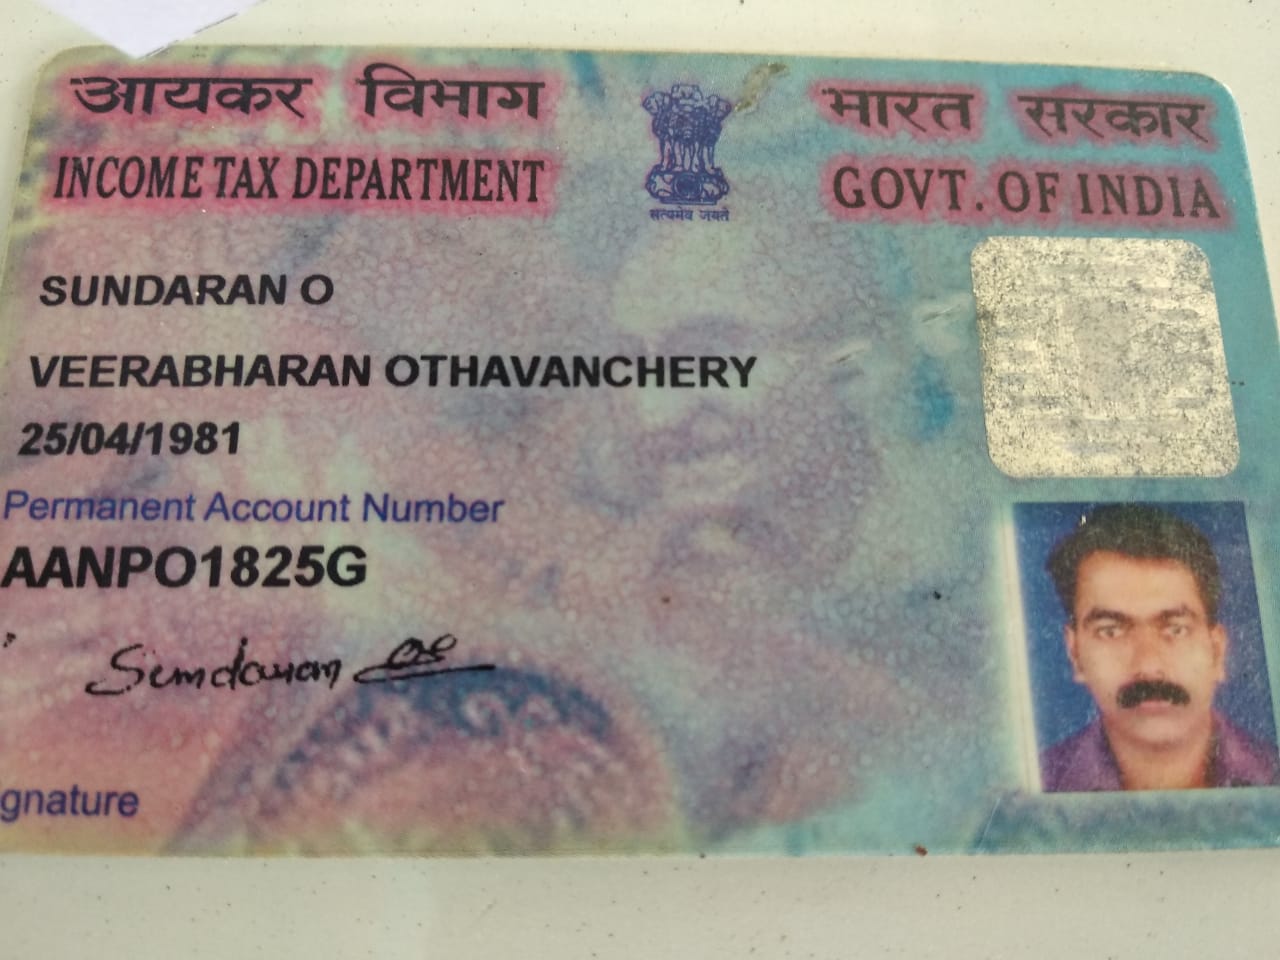 आयकर विभाग
INCOME TAX DEPARTMENT
सत्यमेव जयते
भारत सरकार
GOVT. OF INDIA
SUNDARAN O
VEERABHARAN OTHAVANCHERY
25/04/1981
Permanent Account Number
AANPO1825G
Sundaran
gnature